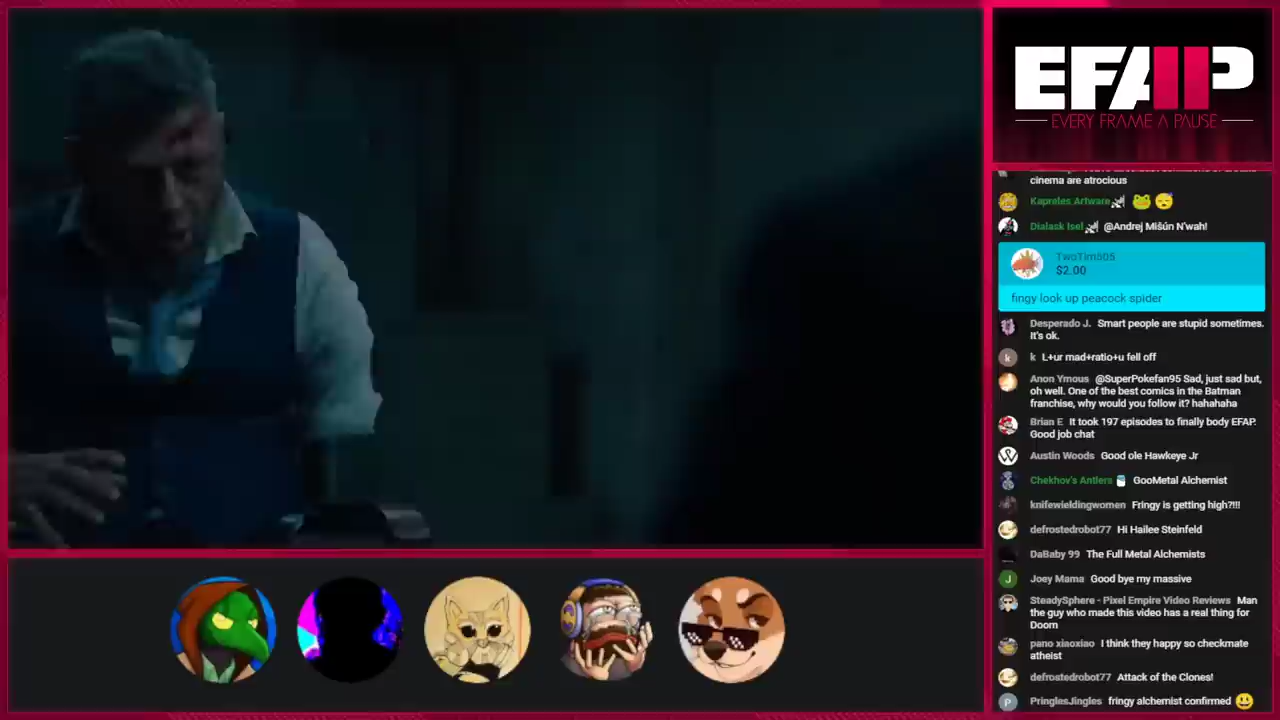 EFAP
EVERY FRAME A PAUSE
cinema are atrocious
Kapreles Artware
Dialask Isel @Andrej Mišún N'wah!
TwoTim505
$2.00
fingy look up peacock spider
Desperado J. Smart people are stupid sometimes.
It's ok.
k L+ur mad+ratio+u fell off
Anon Ymous @SuperPokefan95 Sad, just sad but,
oh well. One of the best comics in the Batman
franchise, why would you follow it? hahahaha
Brian E It took 197 episodes to finally body EFAP.
Good job chat
Austin Woods Good ole Hawkeye Jr
Chekhov's Antlers GooMetal Alchemist
knifewieldingwomen Fringy is getting high?!!!
defrostedrobot77 Hi Hailee Steinfeld
DaBaby 99 The Full Metal Alchemists
J Joey Mama Good bye my massive
SteadySphere - Pixel Empire Video Reviews Man
the guy who made this video has a real thing for
Doom
pano xiaoxiao I think they happy so checkmate
atheist
defrostedrobot77 Attack of the Clones!
P PringlesJingles fringy alchemist confirmed